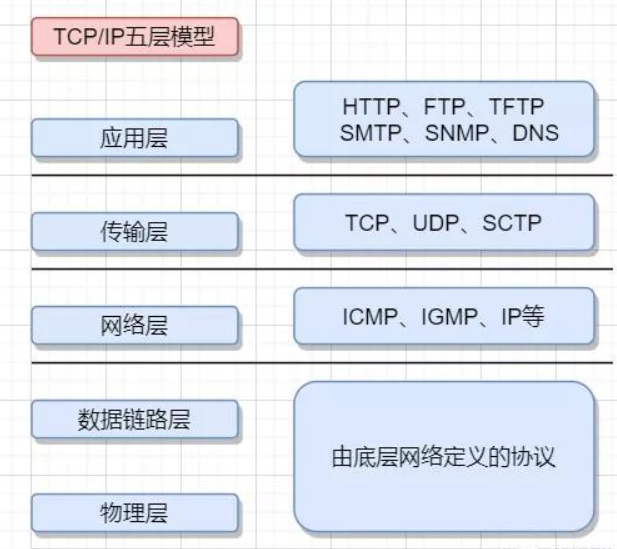 TCP/IP五层模型
应用层
HTTP、FTP、TFTP
SMTP、SNMP、DNS
传输层
TCP、UDP、SCTP
网络层
ICMP、IGMP、IP等
数据链路层
由底层网络定义的协议
物理层